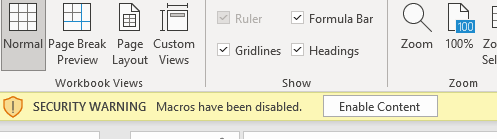 Ruler
Formula Bar
Normal Page Break Preview Page Layout Custom Views
Gridlines
Headings
Zoom 100%
100
Workbook Views
Show
Zoom
SECURITY WARNING Macros have been disabled. Enable Content